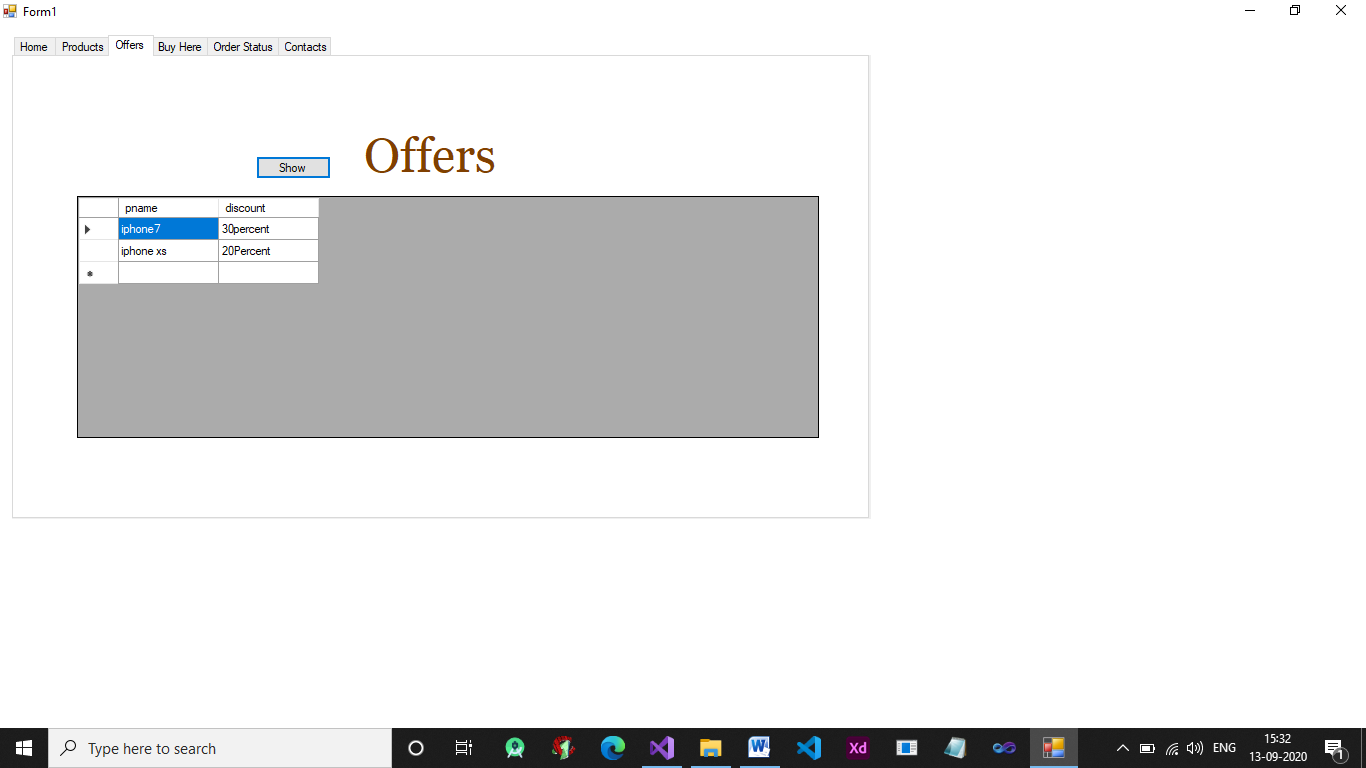 Form1
Home Products Offers Buy Here Order Status Contacts
Show Offers
pname discount
iphone7 30percent
iphone xs 20Percent
Type here to search
W
Xd
ENG
15:32
13-09-2020
1